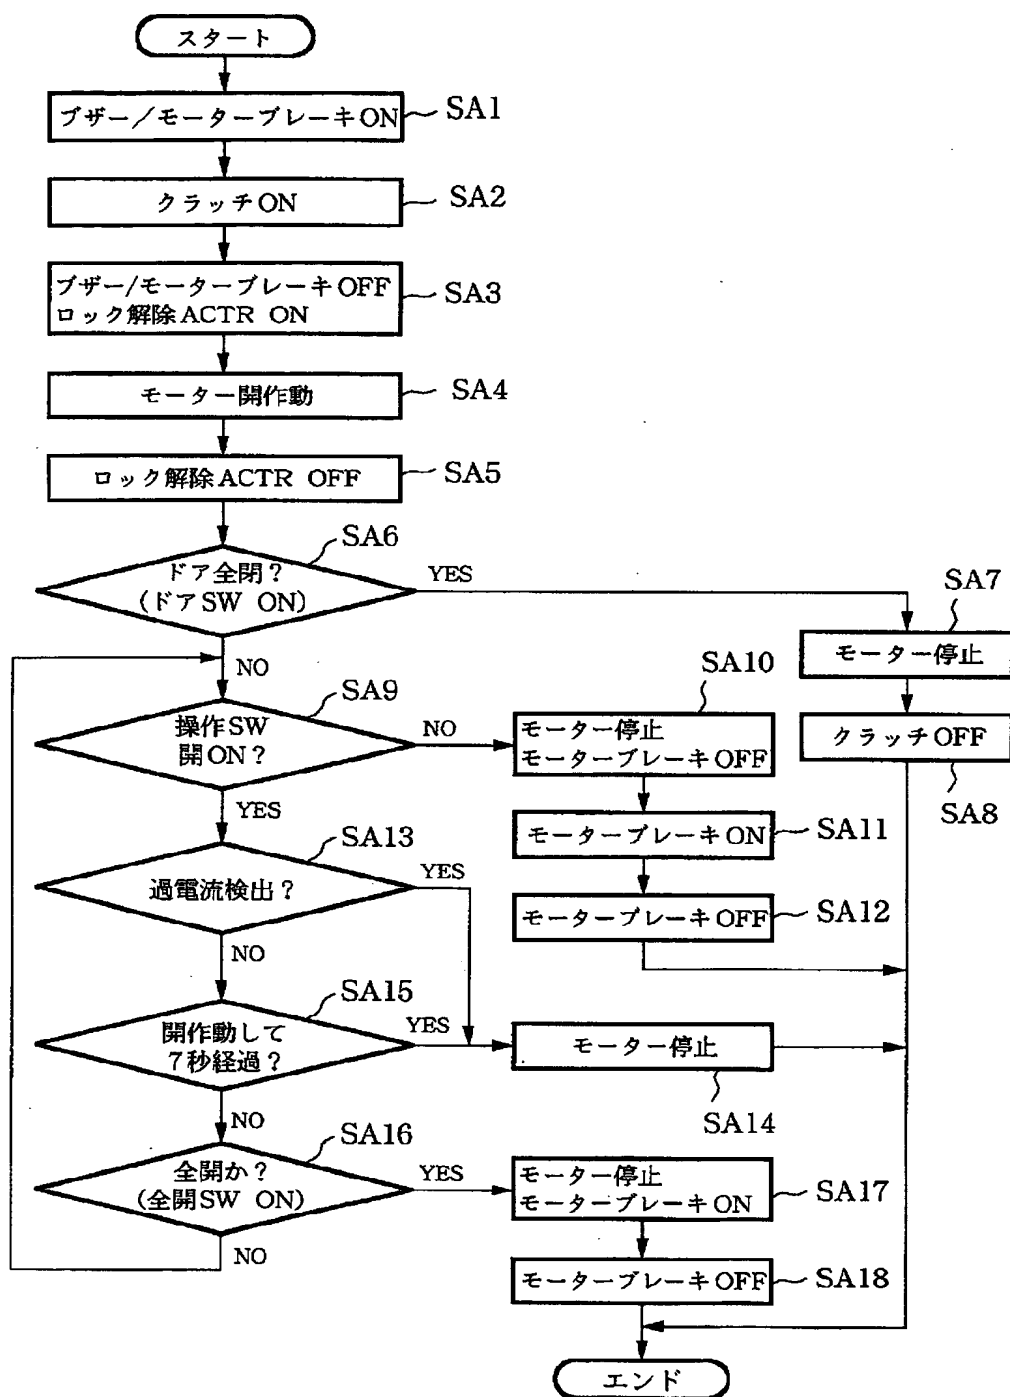 スタート
ブザー/モーターブレーキON
SA1
クラッチON
SA2
ブザー/モーターブレーキOFF
ロック解除ACTR ON
SA3
モーター開作動
SA4
ロック解除ACTR OFF
SA5
SA6
ドア全閉?
(ドアSW ON)
YES
NO
SA7
モーター停止
クラッチOFF
SA8
SA9
操作SW
開ON?
NO
YES
SA10
モーター停止
モーターブレーキOFF
モーターブレーキON
SA11
モーターブレーキOFF
SA12
SA13
過電流検出?
YES
NO
SA15
開作動して
7秒経過?
YES
NO
モーター停止
SA14
SA16
全開か?
(全開SW ON)
YES
NO
モーター停止
モーターブレーキON
SA17
モーターブレーキOFF
SA18
エンド